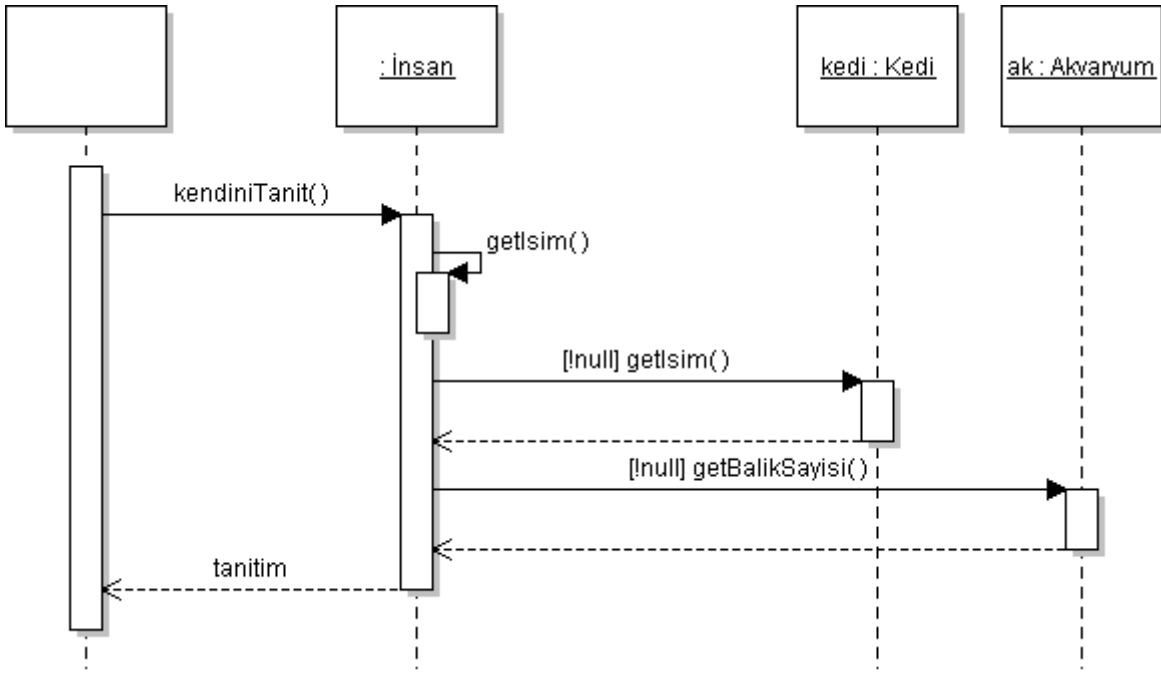 : İnsan
kedi : Kedi
ak : Akvaryum
kendiniTanit( )
getIsim( )
[!null] getIsim( )
[!null] getBalikSayisi( )
tanitim